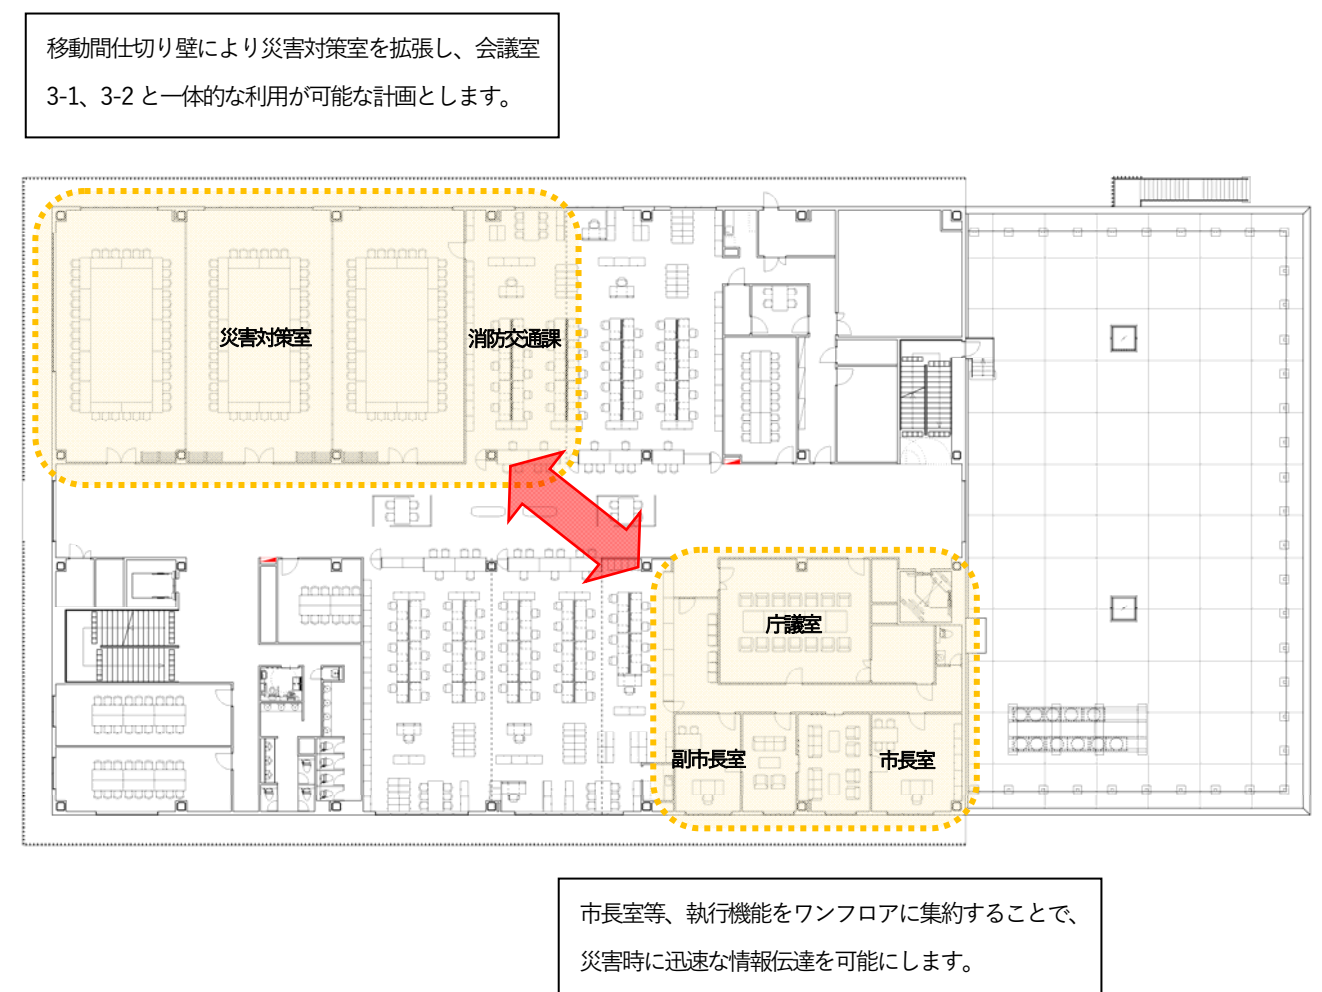 移動間仕切り壁により災害対策室を拡張し、会議室
3-1、3-2 と一体的な利用が可能な計画とします。
災害対策室
消防交通課
庁議室
副市長室
市長室
市長室等、執行機能をワンフロアに集約することで、
災害時に迅速な情報伝達を可能にします。